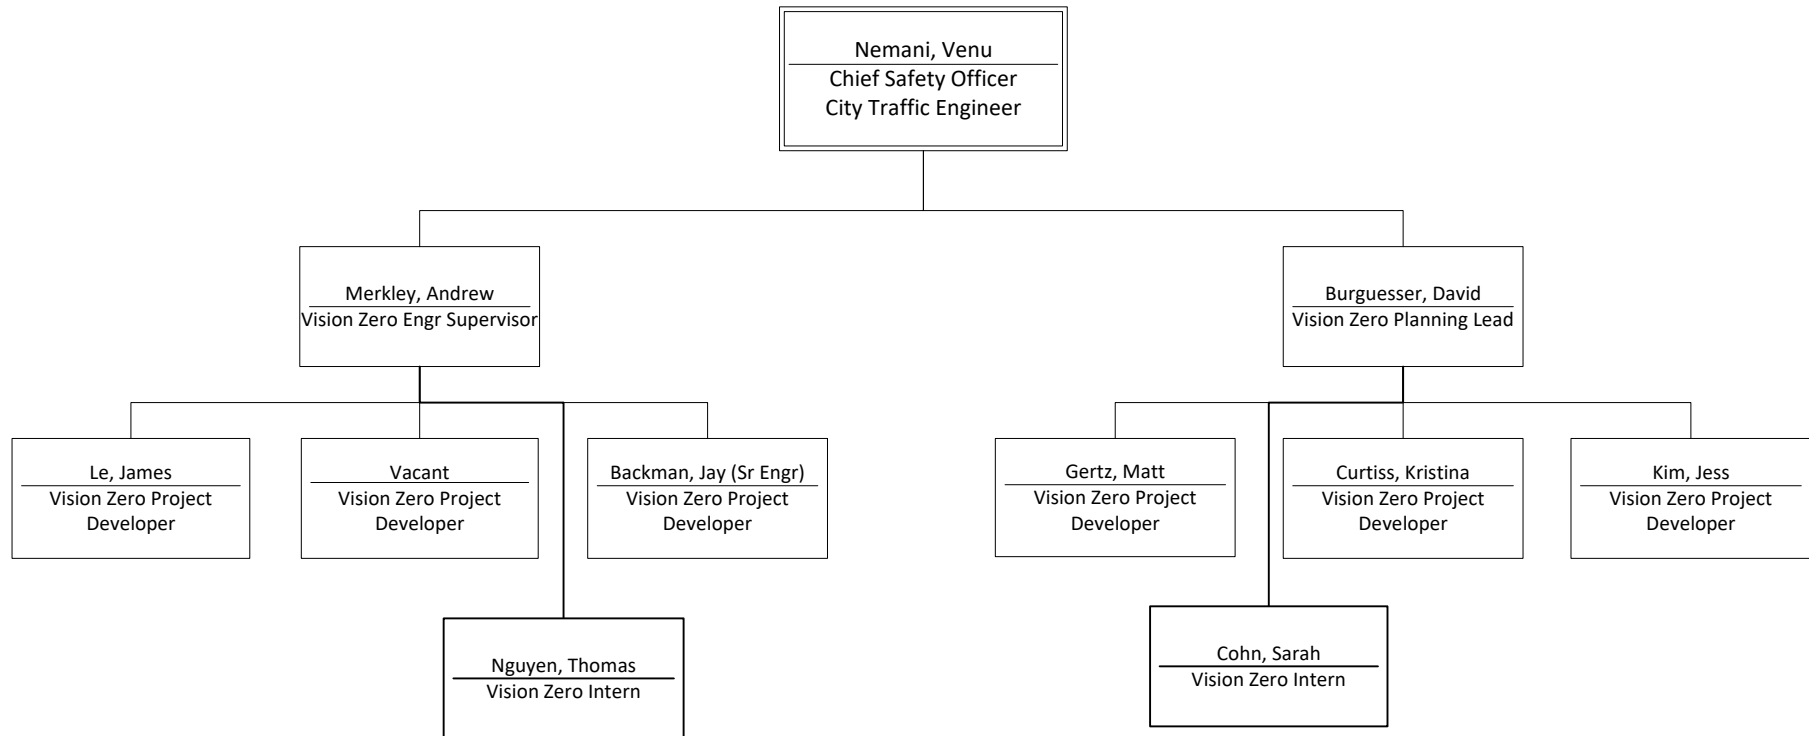 Nemani, Venu
Chief Safety Officer
City Traffic Engineer
Merkley, Andrew
Vision Zero Engr Supervisor
Burguesser, David
Vision Zero Planning Lead
Le, James
Vision Zero Project
Developer
Vacant
Vision Zero Project
Developer
Backman, Jay (Sr Engr)
Vision Zero Project
Developer
Gertz, Matt
Vision Zero Project
Developer
Curtiss, Kristina
Vision Zero Project
Developer
Kim, Jess
Vision Zero Project
Developer
Nguyen, Thomas
Vision Zero Intern
Cohn, Sarah
Vision Zero Intern